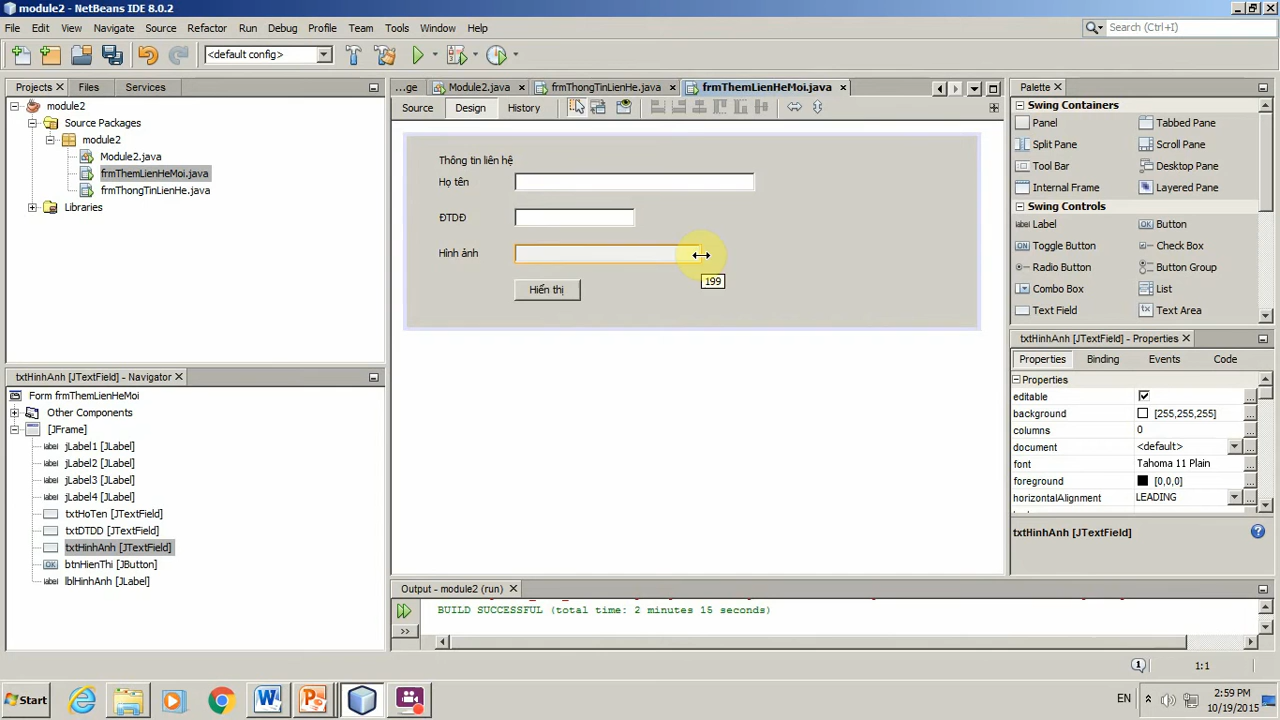 module2 - NetBeans IDE 8.0.2
File Edit View Navigate Source Refactor Run Debug Profile Team Tools Window Help
Search (Ctrl+I)
<default config>
Projects Files Services
...ge Module2.java frmThongTinLienHe.java frmThemLienHeMoi.java
Palette
module2
Source Packages
module2
Module2.java
frmThemLienHeMoi.java
frmThongTinLienHe.java
Libraries
Source Design History
Thông tin liên hệ
Họ tên
ĐTDĐ
Hình ảnh
199
Hiển thị
Swing Containers
Panel Tabbed Pane
Split Pane Scroll Pane
Tool Bar Desktop Pane
Internal Frame Layered Pane
Swing Controls
Label Button
Toggle Button Check Box
Radio Button Button Group
Combo Box List
Text Field Text Area
txtHinhAnh [JTextField] - Properties
Properties Binding Events Code
Properties
editable
background [255,255,255]
columns 0
document <default>
font Tahoma 11 Plain
foreground [0,0,0]
horizontalAlignment LEADING
txtHinhAnh [JTextField]
txtHinhAnh [JTextField] - Navigator
Form frmThemLienHeMoi
Other Components
[JFrame]
jLabel1 [JLabel]
jLabel2 [JLabel]
jLabel3 [JLabel]
jLabel4 [JLabel]
txtHoTen [JTextField]
txtDTDD [JTextField]
txtHinhAnh [JTextField]
btnHienThi [JButton]
lblHinhAnh [JLabel]
Output - module2 (run)
BUILD SUCCESSFUL (total time: 2 minutes 15 seconds)
1 1:1
Start
EN
2:59 PM
10/19/2015